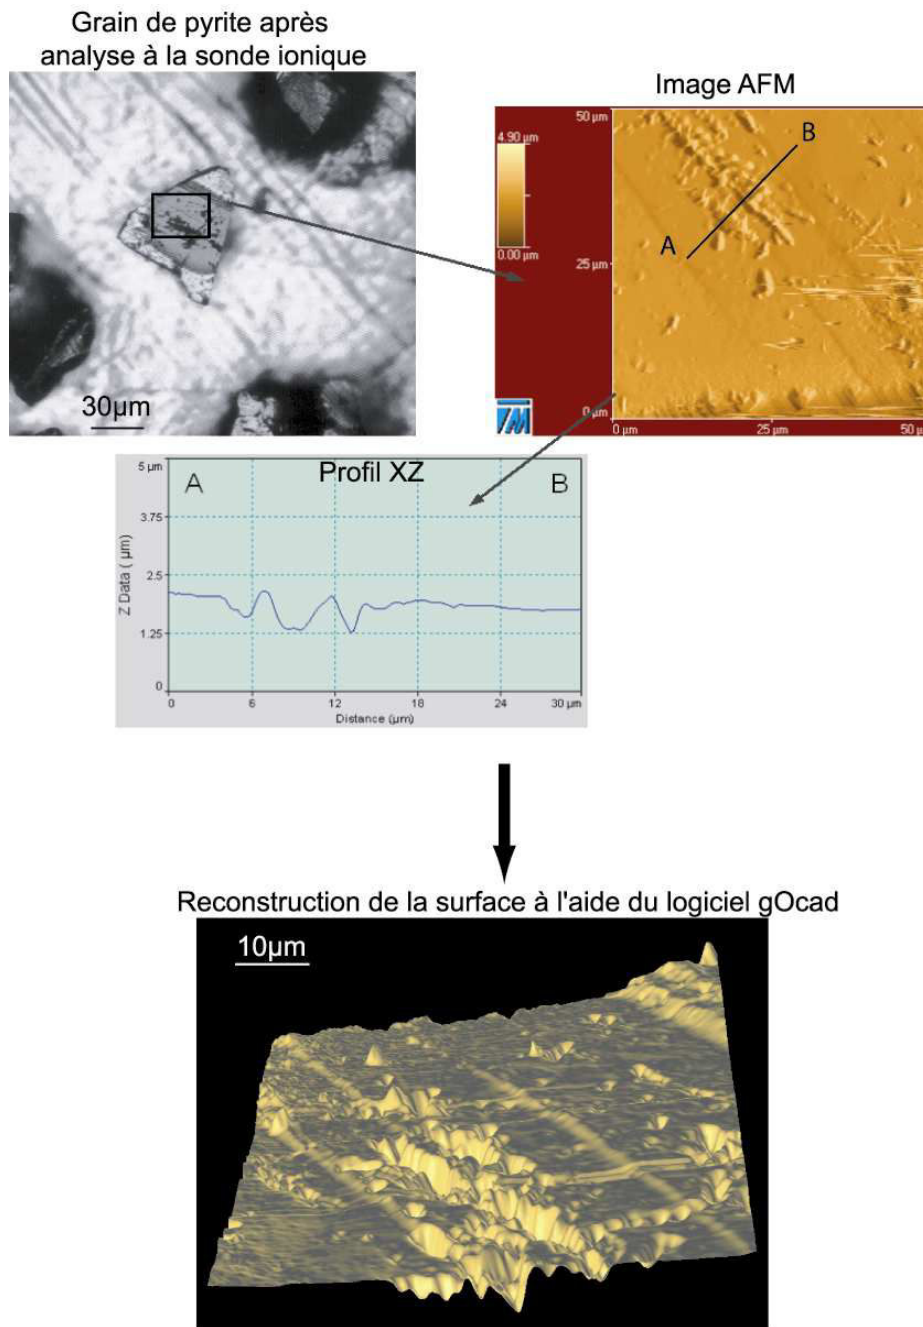 Grain de pyrite après
analyse à la sonde ionique
30µm
Image AFM
4.90 µm
0.00 µm
50 µm
25 µm
0 µm
A
B
0 µm
25 µm
50 µ
Profil XZ
A
B
Z Data ( µm)
5 µm
3.75
2.5
1.25
0
0
6
12
18
24
30 µm
Distance (µm)
Reconstruction de la surface à l'aide du logiciel gOcad
10µm